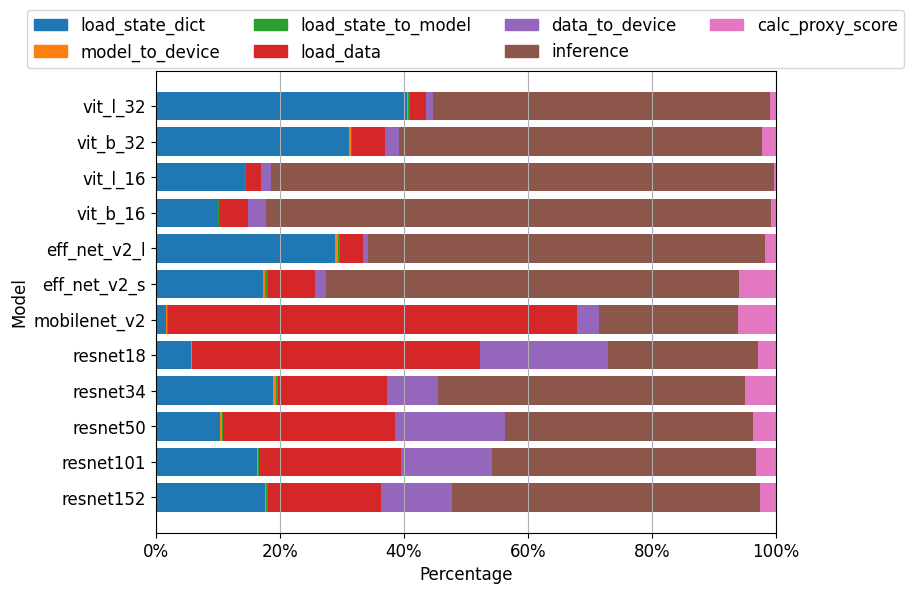 load_state_dict load_state_to_model data_to_device calc_proxy_score
model_to_device load_data inference
vit_l_32
vit_b_32
vit_l_16
vit_b_16
eff_net_v2_l
eff_net_v2_s
mobilenet_v2
resnet18
resnet34
resnet50
resnet101
resnet152
Model
0% 20% 40% 60% 80% 100%
Percentage